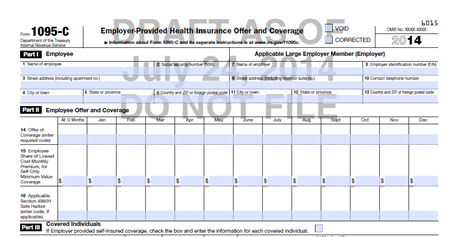 6015
Form 1095-C
Department of the Treasury
Internal Revenue Service
Employer-Provided Health Insurance Offer and Coverage
▶ Information about Form 1095-C and its separate instructions is at www.irs.gov/f1095c.
VOID
CORRECTED
OMB No. XXXX-XXXX
2014
DRAFT AS OF
July 24, 2014
DO NOT FILE
Part I Employee
Applicable Large Employer Member (Employer)
1 Name of employee
2 Social security number (SSN)
7 Name of employer
8 Employer identification number (EIN)
3 Street address (including apartment no.)
9 Street address (including room or suite no.)
10 Contact telephone number
4 City or town
5 State or province
6 Country and ZIP or foreign postal code
11 City or town
12 State or province
13 Country and ZIP or foreign postal code
Part II Employee Offer and Coverage
All 12 Months Jan Feb Mar Apr May June July Aug Sept Oct Nov Dec
14 Offer of
Coverage (enter
required code)
15 Employee
Share of Lowest
Cost Monthly
Premium, for
Self-Only
Minimum Value
Coverage
$ $ $ $ $ $ $ $ $ $ $ $ $
16 Applicable
Section 4980H
Safe Harbor
(enter code, if
applicable)
Part III Covered Individuals
If Employer provided self-insured coverage, check the box and enter the information for each covered individual.